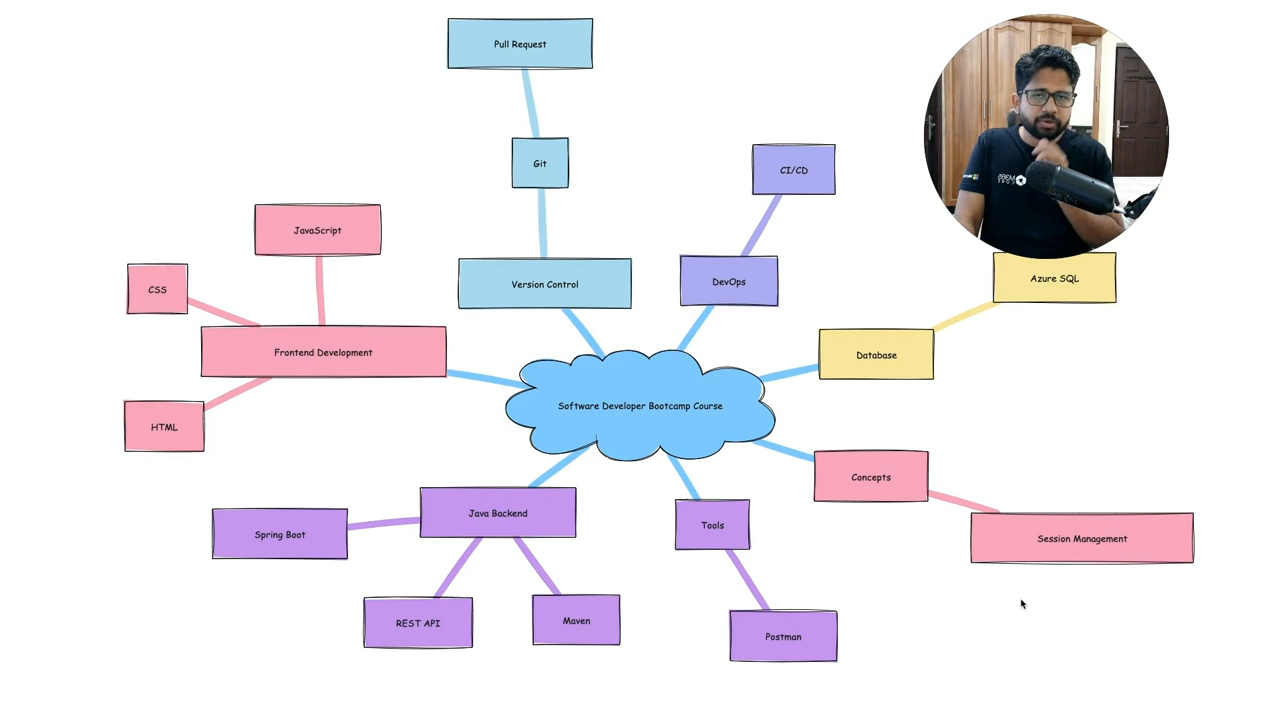 Pull Request
Git
CI/CD
JavaScript
Azure SQL
DevOps
Version Control
CSS
Frontend Development
Database
Software Developer Bootcamp Course
HTML
Concepts
Java Backend
Tools
Spring Boot
Session Management
REST API
Maven
Postman